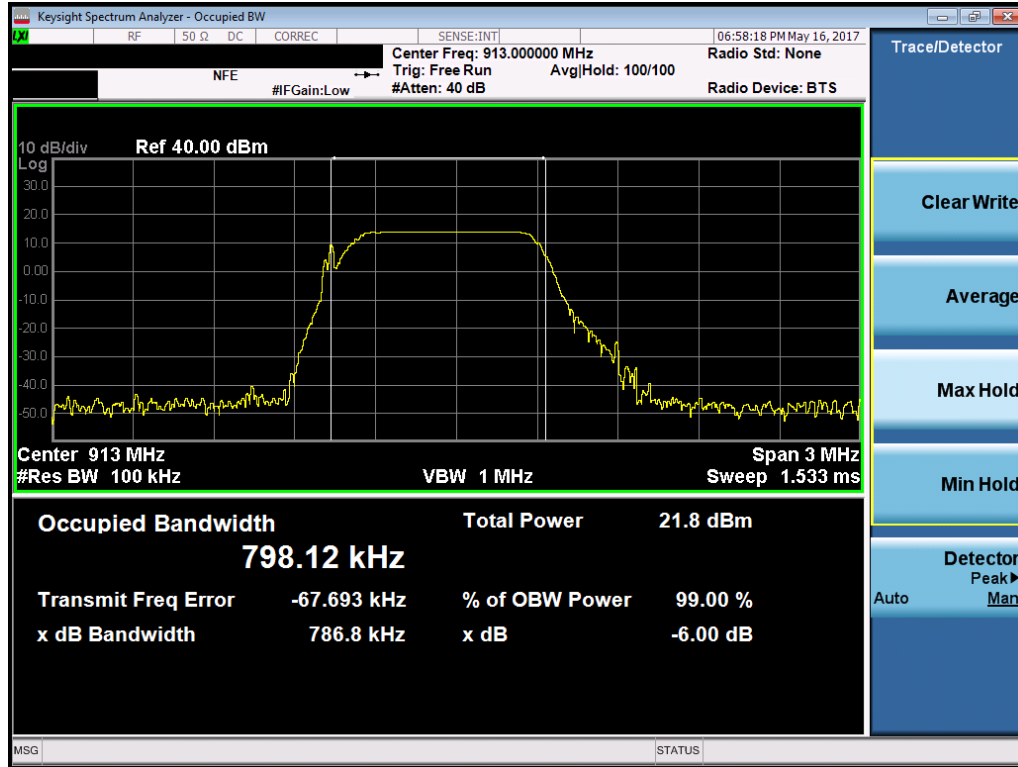 Keysight Spectrum Analyzer - Occupied BW
LXI RF 50 Ω DC CORREC SENSE:INT 06:58:18 PM May 16, 2017
Center Freq: 913.000000 MHz Radio Std: None
NFE Trig: Free Run Avg|Hold: 100/100
#IFGain:Low #Atten: 40 dB Radio Device: BTS
Trace/Detector
10 dB/div Ref 40.00 dBm
Log
30.0
20.0
10.0
0.00
-10.0
-20.0
-30.0
-40.0
-50.0
Center 913 MHz Span 3 MHz
#Res BW 100 kHz VBW 1 MHz Sweep 1.533 ms
Occupied Bandwidth Total Power 21.8 dBm
798.12 kHz
Transmit Freq Error -67.693 kHz % of OBW Power 99.00 %
x dB Bandwidth 786.8 kHz x dB -6.00 dB
Clear Write
Average
Max Hold
Min Hold
Detector
Peak▶
Auto Man
MSG STATUS